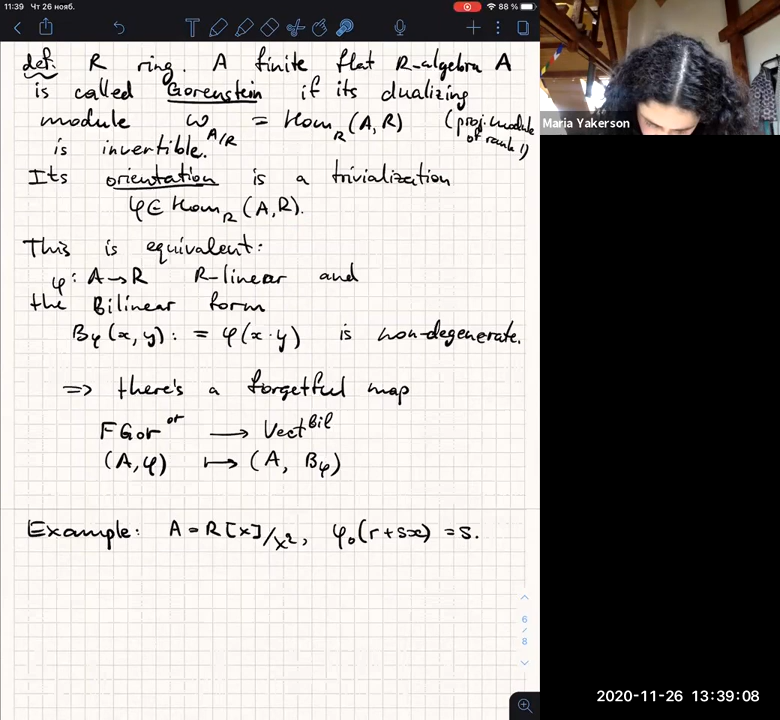 11:39 Чт 26 нояб.
88 %
def: R ring. A finite flat R-algebra A
is called Gorenstein if its dualizing
module ω_{A/R} = Hom_R (A, R) (proj. module of rank 1)
is invertible.
Its orientation is a trivialization
φ ∈ Hom_R (A, R).
This is equivalent:
φ: A → R R-linear and
the Bilinear form
B_φ (x, y) : = φ(x · y) is non-degenerate.
⇒ there's a forgetful map
FGor^{or} → Vect^{Bil}
(A, φ) ↦ (A, B_φ)
Example: A = R[x]/x², φ_0 (r + sx) = s.
6
/
8
Maria Yakerson
2020-11-26 13:39:08